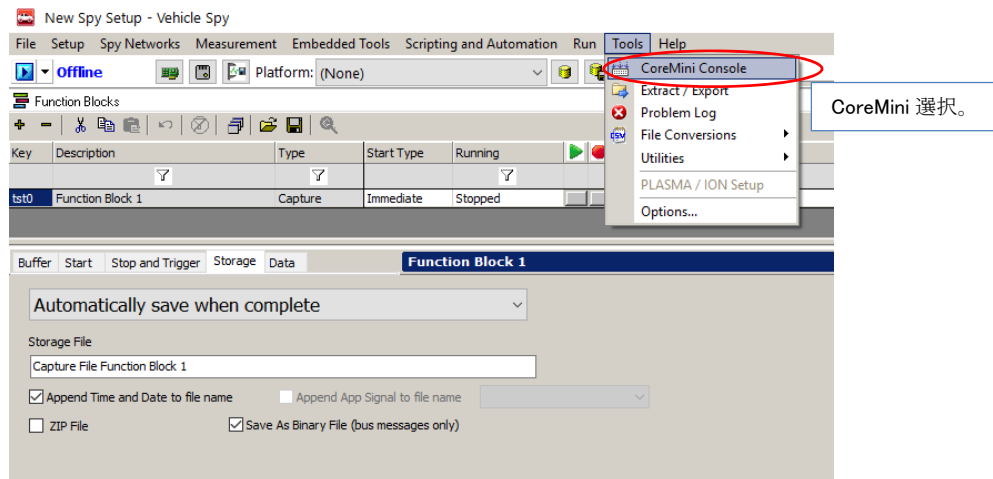 New Spy Setup - Vehicle Spy
File Setup Spy Networks Measurement Embedded Tools Scripting and Automation Run Tools Help
Offline Platform: (None)
CoreMini Console
Extract / Export
Problem Log
File Conversions
Utilities
PLASMA / ION Setup
Options...
CoreMini 選択。
Function Blocks
Key Description Type Start Type Running
tst0 Function Block 1 Capture Immediate Stopped
Buffer Start Stop and Trigger Storage Data Function Block 1
Automatically save when complete
Storage File
Capture File Function Block 1
Append Time and Date to file name Append App Signal to file name
ZIP File Save As Binary File (bus messages only)